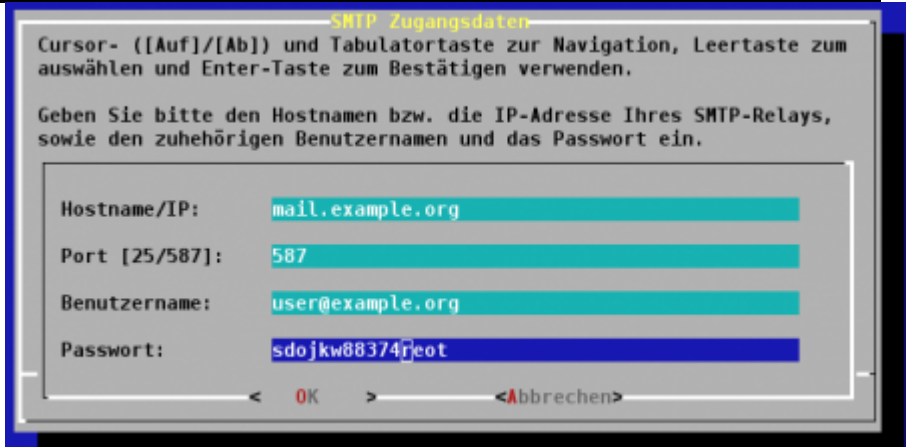 SMTP Zugangsdaten
Cursor- ([Auf]/[Ab]) und Tabulatortaste zur Navigation, Leertaste zum
auswählen und Enter-Taste zum Bestätigen verwenden.
Geben Sie bitte den Hostnamen bzw. die IP-Adresse Ihres SMTP-Relays,
sowie den zuhehörigen Benutzernamen und das Passwort ein.
Hostname/IP: mail.example.org
Port [25/587]: 587
Benutzername: user@example.org
Passwort: sdojkw88374reot
< OK > <Abbrechen>